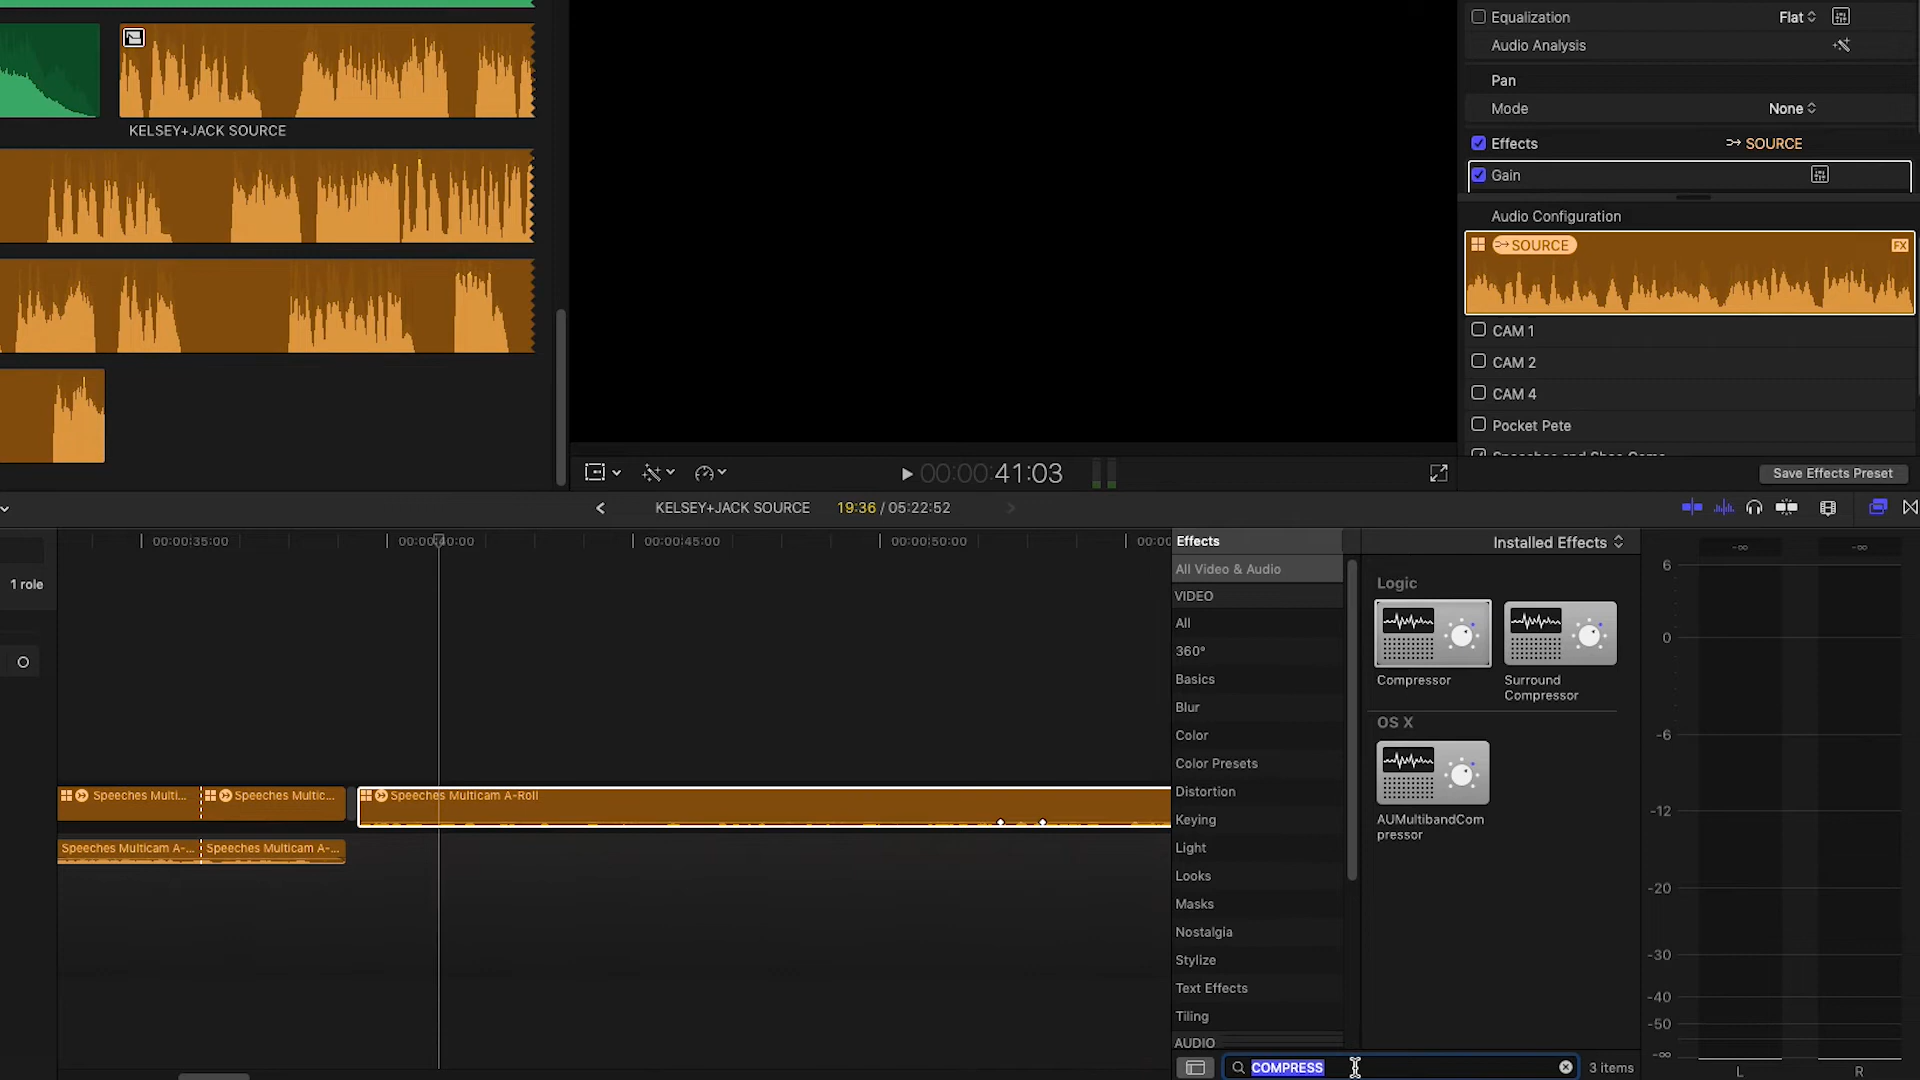 KELSEY+JACK SOURCE
Equalization
Flat
Audio Analysis
Pan
Mode
None
Effects
SOURCE
Gain
Audio Configuration
SOURCE
FX
CAM 1
CAM 2
CAM 4
Pocket Pete
Save Effects Preset
00:00:41:03
KELSEY+JACK SOURCE
19:36 / 05:22:52
00:00:35:00
00:00:40:00
00:00:45:00
00:00:50:00
1 role
Speeches Multi...
Speeches Multic...
Speeches Multicam A-Roll
Speeches Multicam A-...
Speeches Multicam A-...
Effects
Installed Effects
All Video & Audio
VIDEO
All
360°
Basics
Blur
Color
Color Presets
Distortion
Keying
Light
Looks
Masks
Nostalgia
Stylize
Text Effects
Tiling
AUDIO
Logic
Compressor
Surround
Compressor
OS X
AUMultibandCom
pressor
COMPRESS
3 items
-∞
-∞
6
0
-6
-12
-20
-30
-40
-50
-∞
L
R